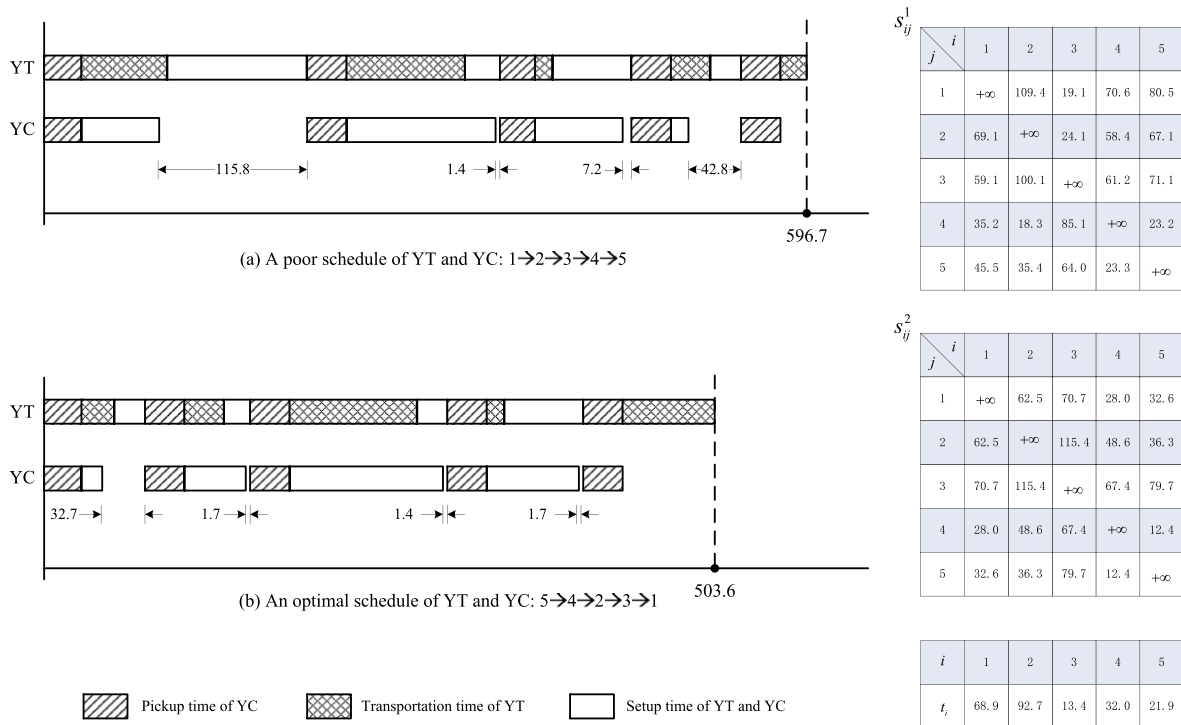 YT
YC
115.8
1.4
7.2
42.8
596.7
(a) A poor schedule of YT and YC: 1→2→3→4→5
YT
YC
32.7
1.7
1.4
1.7
503.6
(b) An optimal schedule of YT and YC: 5→4→2→3→1
Pickup time of YC
Transportation time of YT
Setup time of YT and YC
s¹ᵢⱼ
j i 1 2 3 4 5
1 +∞ 109.4 19.1 70.6 80.5
2 69.1 +∞ 24.1 58.4 67.1
3 59.1 100.1 +∞ 61.2 71.1
4 35.2 18.3 85.1 +∞ 23.2
5 45.5 35.4 64.0 23.3 +∞
s²ᵢⱼ
j i 1 2 3 4 5
1 +∞ 62.5 70.7 28.0 32.6
2 62.5 +∞ 115.4 48.6 36.3
3 70.7 115.4 +∞ 67.4 79.7
4 28.0 48.6 67.4 +∞ 12.4
5 32.6 36.3 79.7 12.4 +∞
i 1 2 3 4 5
tᵢ 68.9 92.7 13.4 32.0 21.9